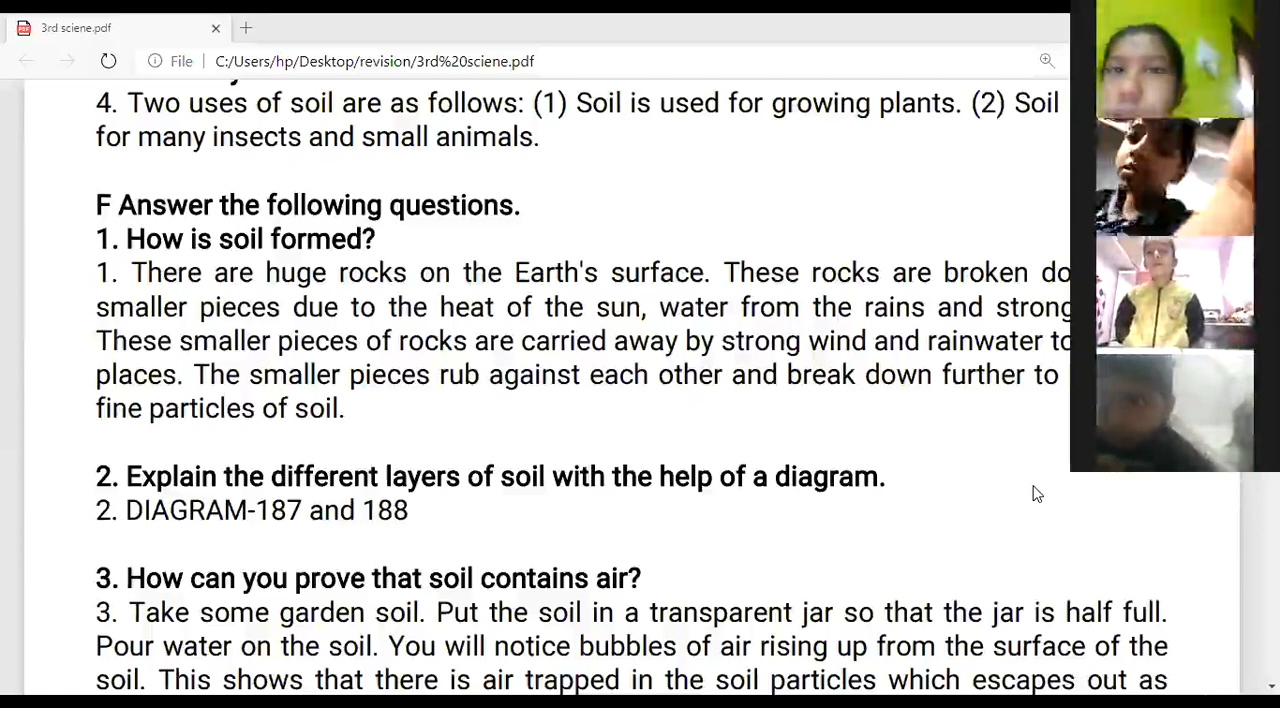 3rd sciene.pdf
File
C:/Users/hp/Desktop/revision/3rd%20sciene.pdf
4. Two uses of soil are as follows: (1) Soil is used for growing plants. (2) Soil
for many insects and small animals.
F Answer the following questions.
1. How is soil formed?
1. There are huge rocks on the Earth's surface. These rocks are broken do
smaller pieces due to the heat of the sun, water from the rains and strong
These smaller pieces of rocks are carried away by strong wind and rainwater to
places. The smaller pieces rub against each other and break down further to
fine particles of soil.
2. Explain the different layers of soil with the help of a diagram.
2. DIAGRAM-187 and 188
3. How can you prove that soil contains air?
3. Take some garden soil. Put the soil in a transparent jar so that the jar is half full.
Pour water on the soil. You will notice bubbles of air rising up from the surface of the
soil. This shows that there is air trapped in the soil particles which escapes out as